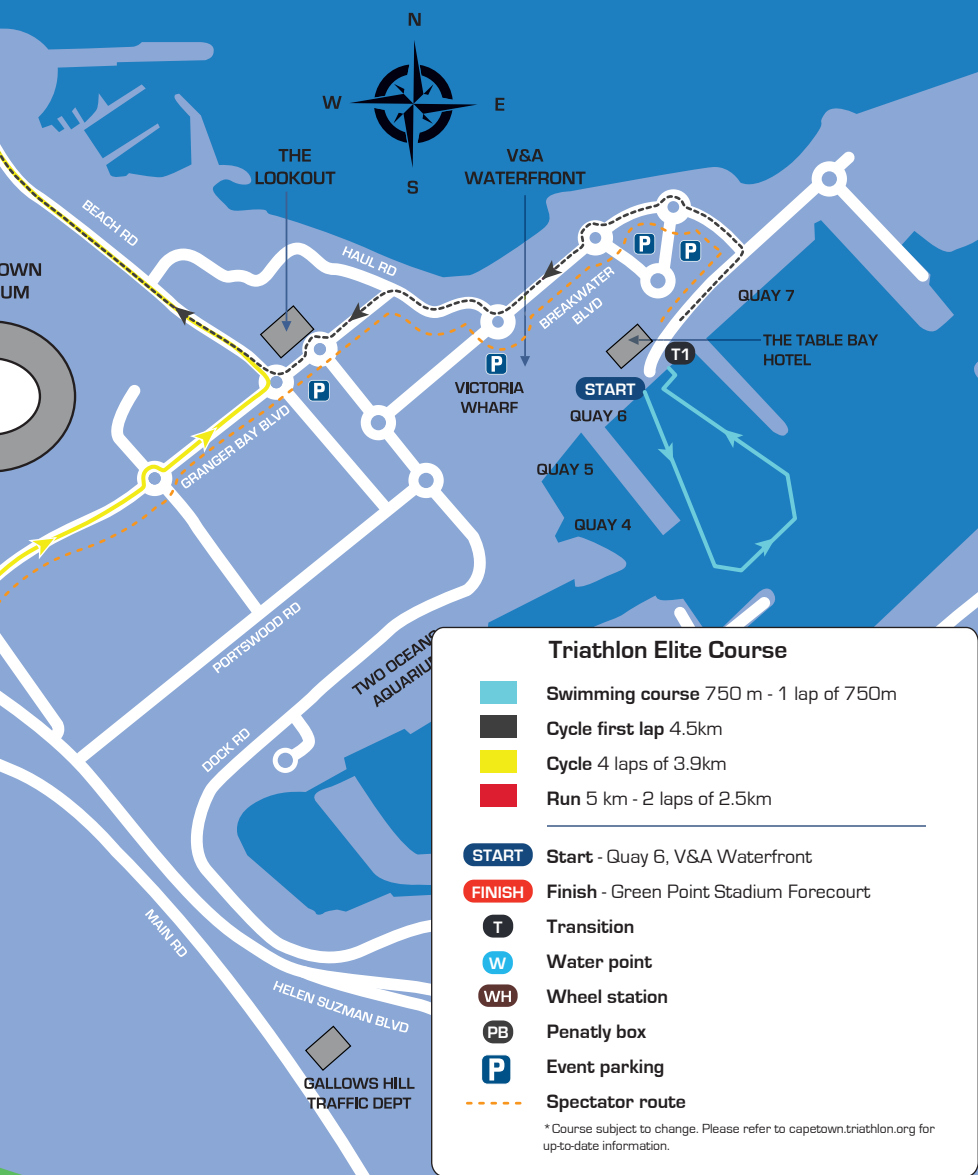 N
W
E
S
THE
LOOKOUT
V&A
WATERFRONT
BEACH RD
HAUL RD
OWN
UM
P
P
BREAKWATER
BLVD
QUAY 7
THE TABLE BAY
HOTEL
T1
P
VICTORIA
WHARF
START
QUAY 6
P
GRANGER BAY BLVD
QUAY 5
QUAY 4
PORTSWOOD RD
TWO OCEANS
AQUARIUM
DOCK RD
MAIN RD
HELEN SUZMAN BLVD
GALLOWS HILL
TRAFFIC DEPT
Triathlon Elite Course
Swimming course 750 m - 1 lap of 750m
Cycle first lap 4.5km
Cycle 4 laps of 3.9km
Run 5 km - 2 laps of 2.5km
START Start - Quay 6, V&A Waterfront
FINISH Finish - Green Point Stadium Forecourt
T Transition
W Water point
WH Wheel station
PB Penatly box
P Event parking
Spectator route
*Course subject to change. Please refer to capetown.triathlon.org for
up-to-date information.